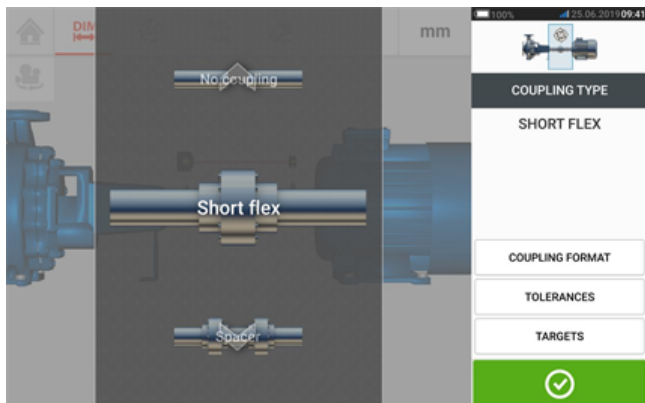 DIM
mm
No coupling
Short flex
Spacer
100%
25.06.2019 09:41
COUPLING TYPE
SHORT FLEX
COUPLING FORMAT
TOLERANCES
TARGETS